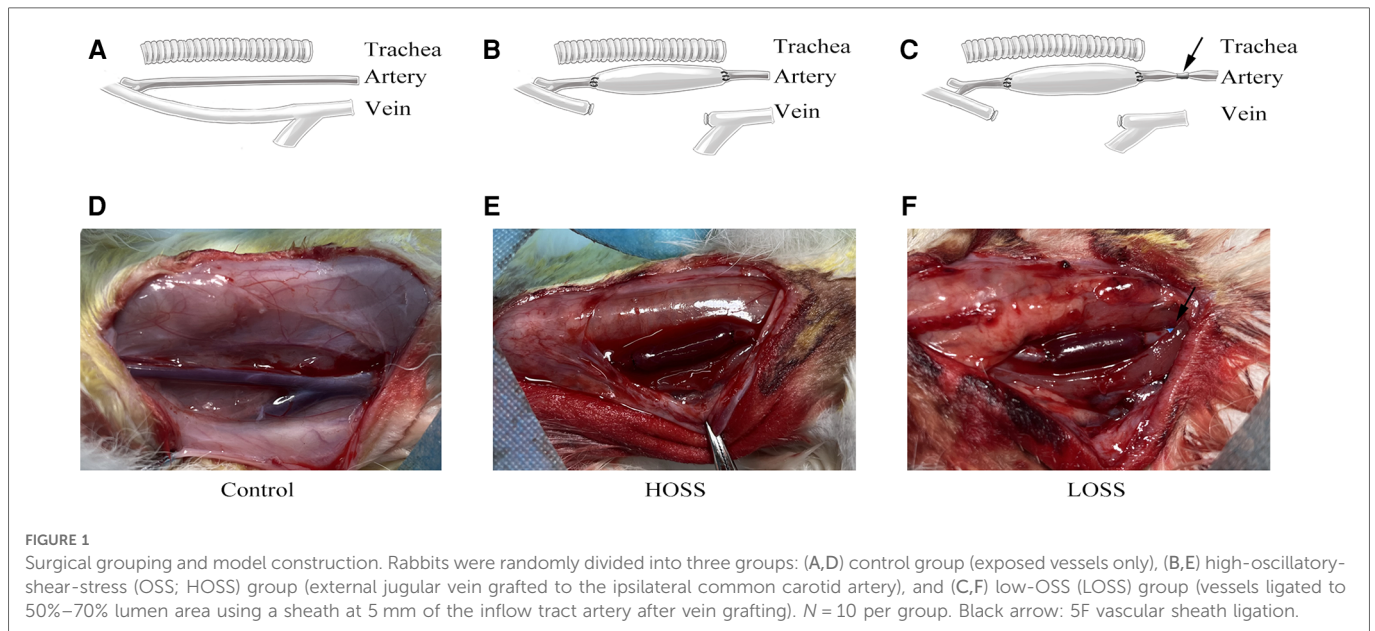 A
Trachea
Artery
Vein
B
Trachea
Artery
Vein
C
Trachea
Artery
Vein
D
E
F
Control
HOSS
LOSS
FIGURE 1
Surgical grouping and model construction. Rabbits were randomly divided into three groups: (A,D) control group (exposed vessels only), (B,E) high-oscillatory-
shear-stress (OSS; HOSS) group (external jugular vein grafted to the ipsilateral common carotid artery), and (C,F) low-OSS (LOSS) group (vessels ligated to
50%–70% lumen area using a sheath at 5 mm of the inflow tract artery after vein grafting). N = 10 per group. Black arrow: 5F vascular sheath ligation.